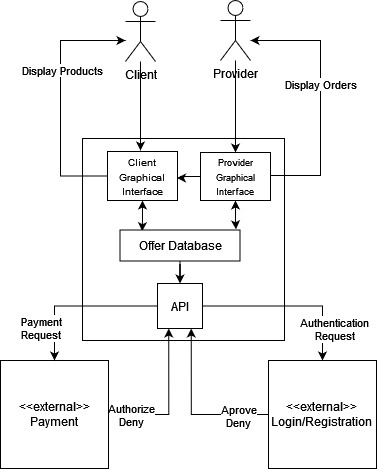 Display Products
Client
Provider
Display Orders
Client
Graphical
Interface
Provider
Graphical
Interface
Offer Database
API
Payment
Request
Authentication
Request
<<external>>
Payment
Authorize
Deny
Aprove
Deny
<<external>>
Login/Registration